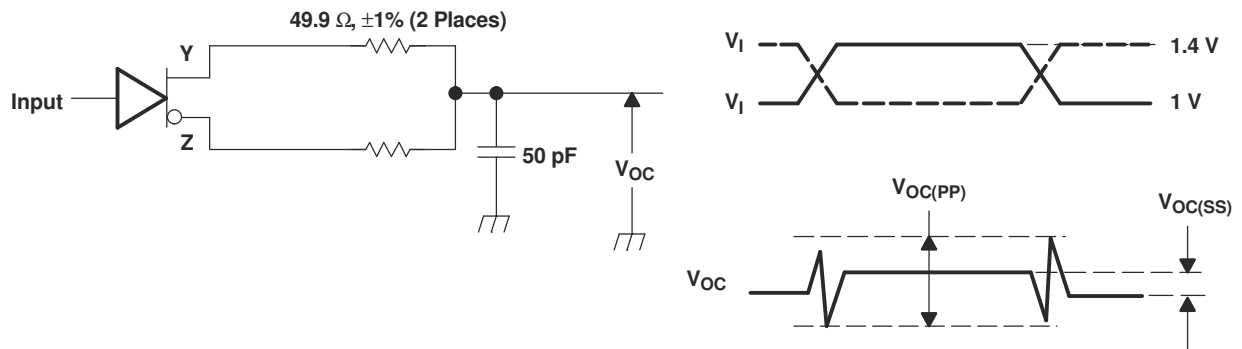 49.9 Ω, ±1% (2 Places)
Y
Input
Z
50 pF
VOC
VI
1.4 V
VI
1 V
VOC(PP)
VOC(SS)
VOC